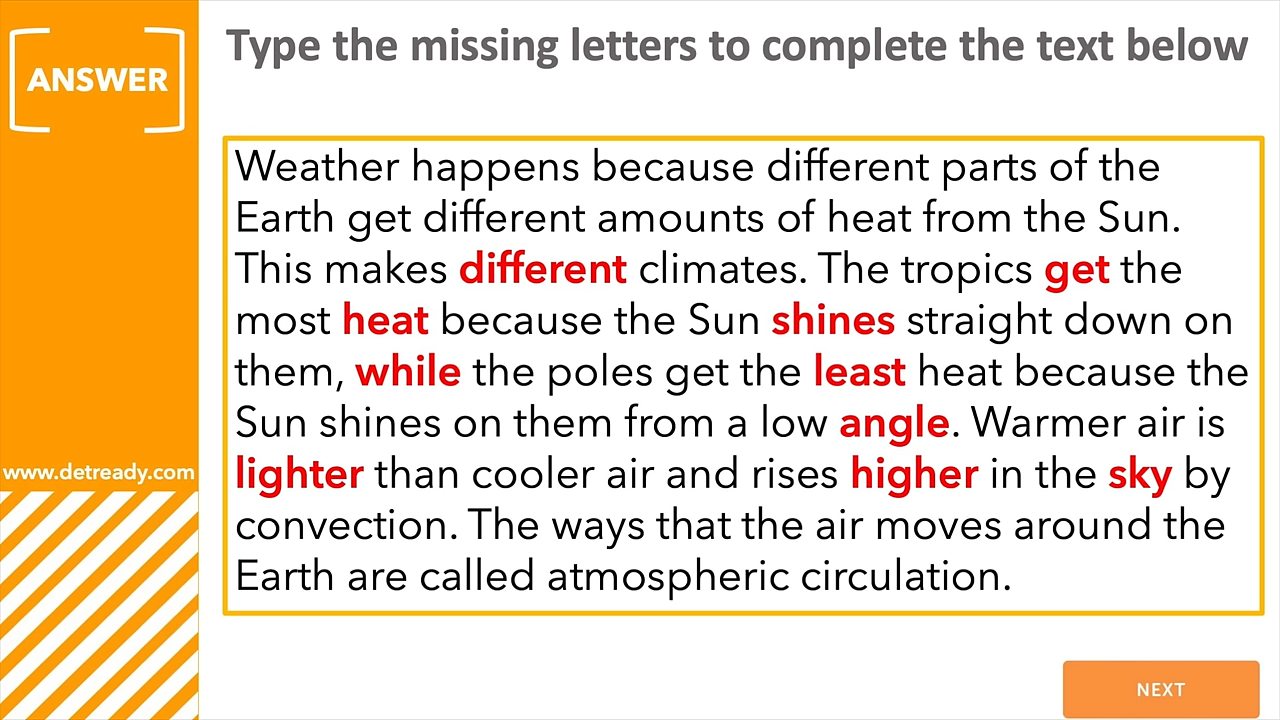 ANSWER
Type the missing letters to complete the text below
Weather happens because different parts of the
Earth get different amounts of heat from the Sun.
This makes different climates. The tropics get the
most heat because the Sun shines straight down on
them, while the poles get the least heat because the
Sun shines on them from a low angle. Warmer air is
lighter than cooler air and rises higher in the sky by
convection. The ways that the air moves around the
Earth are called atmospheric circulation.
www.detready.com
NEXT